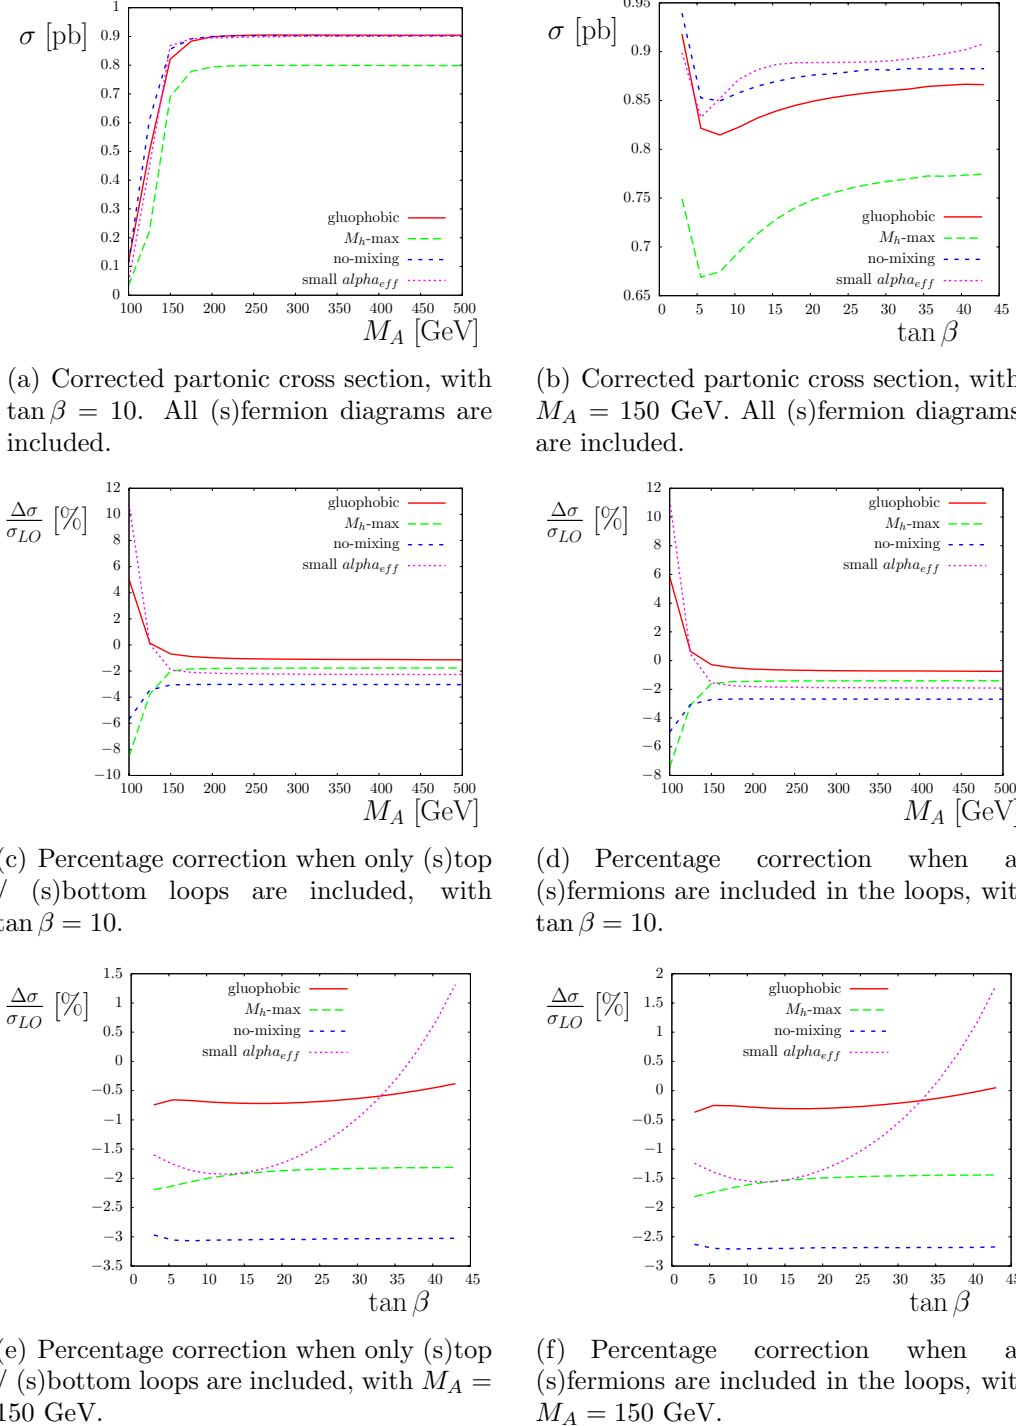 σ [pb]
1
0.9
0.8
0.7
0.6
0.5
0.4
0.3
0.2
0.1
0
gluophobic
M_h-max
no-mixing
small alpha_eff
100 150 200 250 300 350 400 450 500
M_A [GeV]
(a) Corrected partonic cross section, with
tan β = 10. All (s)fermion diagrams are
included.
σ [pb]
0.95
0.9
0.85
0.8
0.75
0.7
0.65
gluophobic
M_h-max
no-mixing
small alpha_eff
0 5 10 15 20 25 30 35 40 45
tan β
(b) Corrected partonic cross section, with
M_A = 150 GeV. All (s)fermion diagrams
are included.
Δσ/σ_LO [%]
12
10
8
6
4
2
0
−2
−4
−6
−8
−10
gluophobic
M_h-max
no-mixing
small alpha_eff
100 150 200 250 300 350 400 450 500
M_A [GeV]
(c) Percentage correction when only (s)top
/ (s)bottom loops are included, with
tan β = 10.
Δσ/σ_LO [%]
12
10
8
6
4
2
0
−2
−4
−6
−8
gluophobic
M_h-max
no-mixing
small alpha_eff
100 150 200 250 300 350 400 450 500
M_A [GeV]
(d) Percentage correction when a
(s)fermions are included in the loops, wit
tan β = 10.
Δσ/σ_LO [%]
1.5
1
0.5
0
−0.5
−1
−1.5
−2
−2.5
−3
−3.5
gluophobic
M_h-max
no-mixing
small alpha_eff
0 5 10 15 20 25 30 35 40 45
tan β
(e) Percentage correction when only (s)top
/ (s)bottom loops are included, with M_A =
150 GeV.
Δσ/σ_LO [%]
2
1.5
1
0.5
0
−0.5
−1
−1.5
−2
−2.5
−3
gluophobic
M_h-max
no-mixing
small alpha_eff
0 5 10 15 20 25 30 35 40 45
tan β
(f) Percentage correction when a
(s)fermions are included in the loops, wit
M_A = 150 GeV.